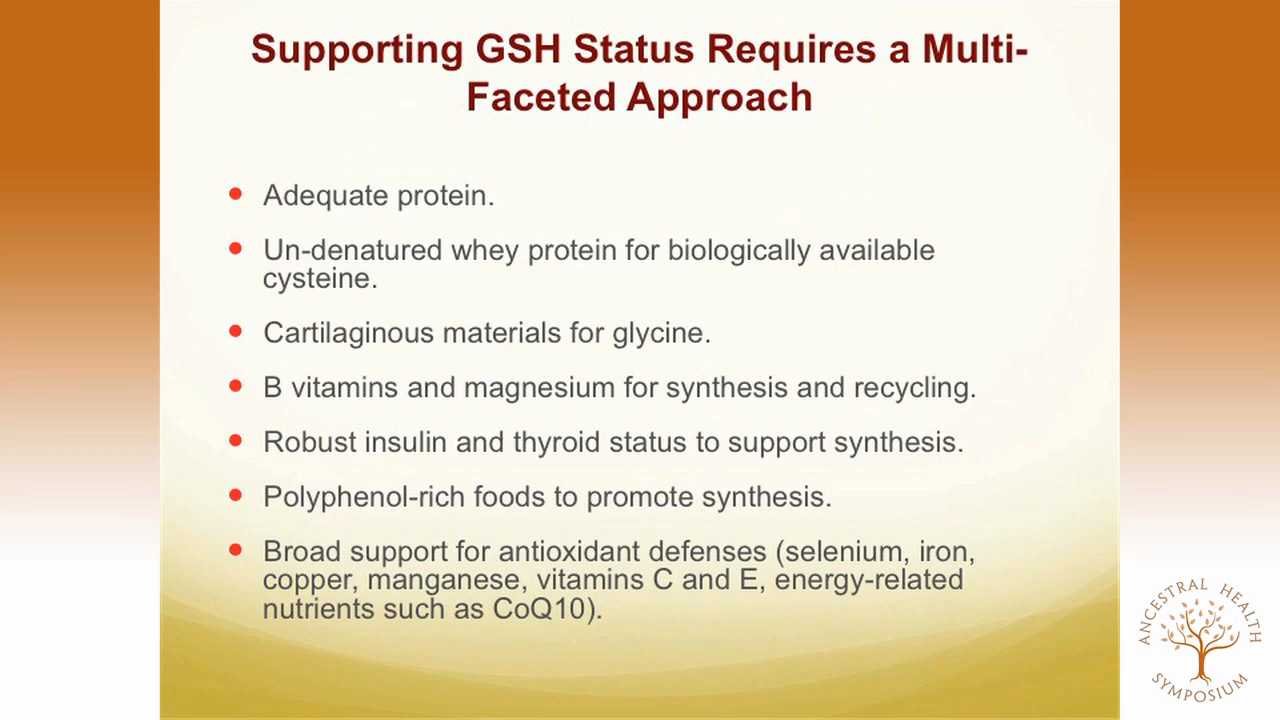 Supporting GSH Status Requires a Multi-
Faceted Approach
• Adequate protein.
• Un-denatured whey protein for biologically available
cysteine.
• Cartilaginous materials for glycine.
• B vitamins and magnesium for synthesis and recycling.
• Robust insulin and thyroid status to support synthesis.
• Polyphenol-rich foods to promote synthesis.
• Broad support for antioxidant defenses (selenium, iron,
copper, manganese, vitamins C and E, energy-related
nutrients such as CoQ10).
ANCESTRAL HEALTH
SYMPOSIUM